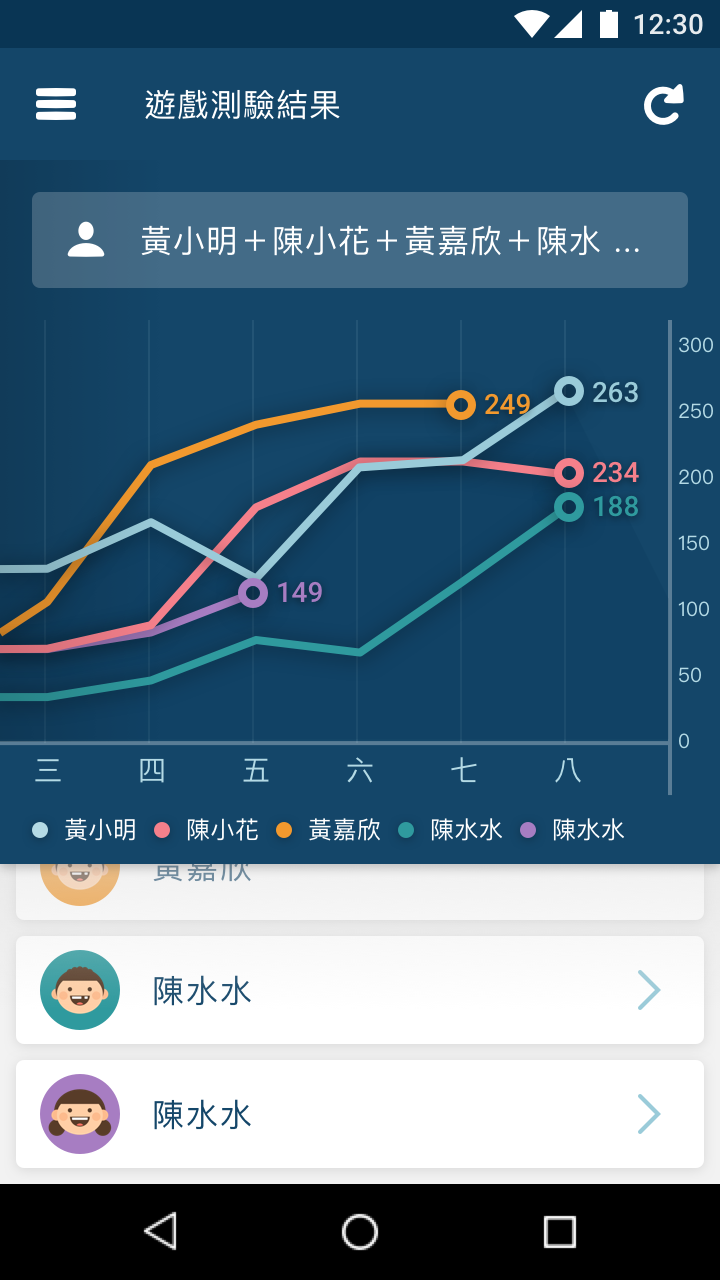 12:30
遊戲測驗結果
黃小明＋陳小花＋黃嘉欣＋陳水 ...
300
250
200
150
100
50
0
249
263
234
188
149
三 四 五 六 七 八
黃小明 陳小花 黃嘉欣 陳水水 陳水水
黃嘉欣
陳水水
陳水水